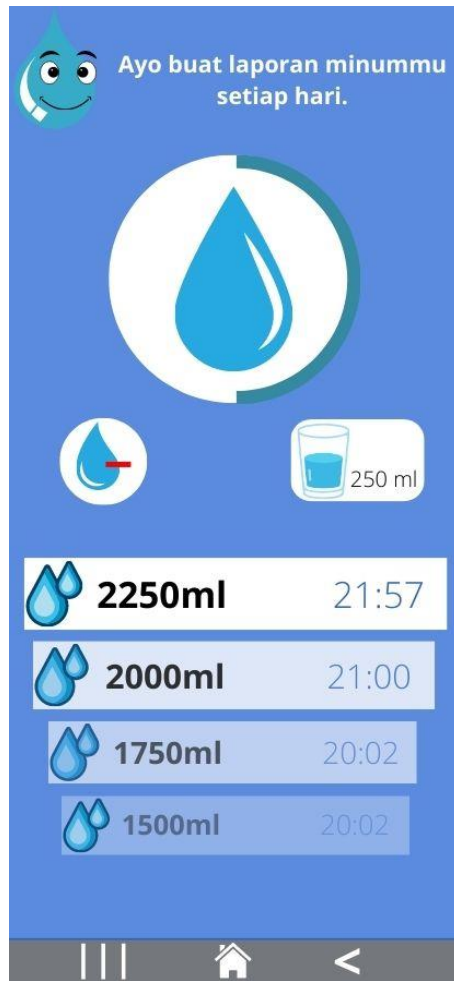 Ayo buat laporan minummu
setiap hari.
250 ml
2250ml 21:57
2000ml 21:00
1750ml 20:02
1500ml 20:02